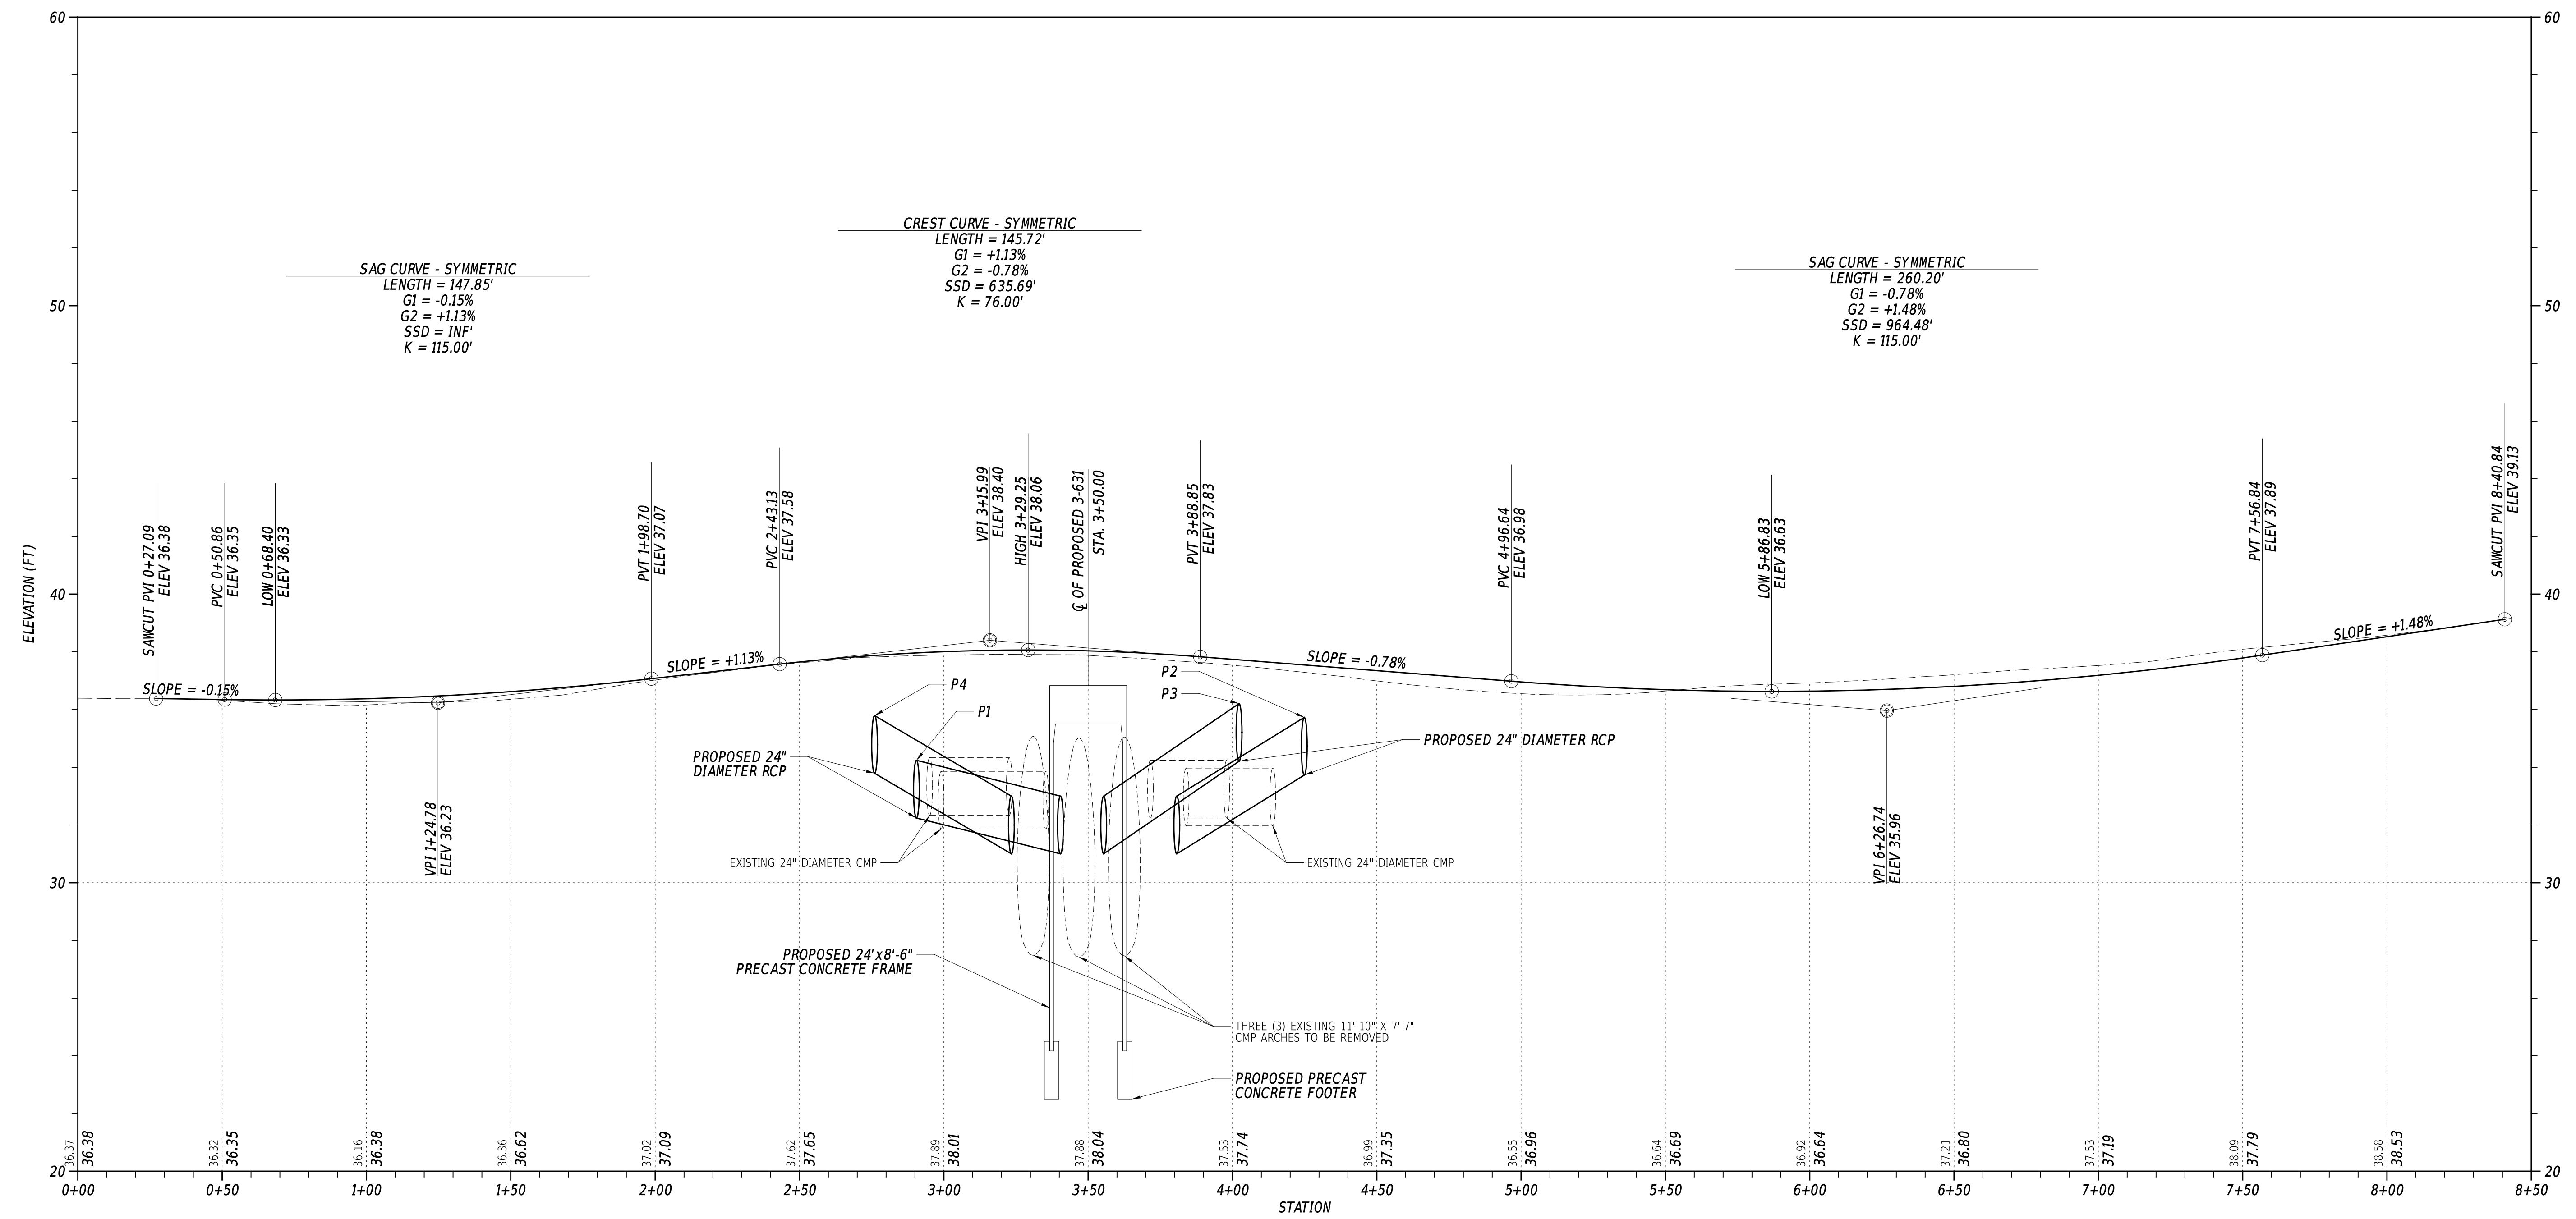 60
60
CREST CURVE - SYMMETRIC
LENGTH = 145.72'
G1 = +1.13%
G2 = -0.78%
SSD = 635.69'
K = 76.00'
SAG CURVE - SYMMETRIC
LENGTH = 147.85'
G1 = -0.15%
G2 = +1.13%
SSD = INF'
K = 115.00'
SAG CURVE - SYMMETRIC
LENGTH = 260.20'
G1 = -0.78%
G2 = +1.48%
SSD = 964.48'
K = 115.00'
50
50
SAWCUT PVI 0+27.09
ELEV 36.38
PVC 0+50.86
ELEV 36.35
LOW 0+68.40
ELEV 36.33
VPI 1+24.78
ELEV 36.23
PVT 1+98.70
ELEV 37.07
PVC 2+43.13
ELEV 37.58
VPI 3+15.99
ELEV 38.40
HIGH 3+29.25
ELEV 38.06
℄ OF PROPOSED 3-631
STA. 3+50.00
PVT 3+88.85
ELEV 37.83
PVC 4+96.64
ELEV 36.98
LOW 5+86.83
ELEV 36.63
VPI 6+26.74
ELEV 35.96
PVT 7+56.84
ELEV 37.89
SAWCUT PVI 8+40.84
ELEV 39.13
ELEVATION (FT)
40
40
SLOPE = -0.15%
SLOPE = +1.13%
SLOPE = -0.78%
SLOPE = +1.48%
P4
P1
P2
P3
PROPOSED 24"
DIAMETER RCP
PROPOSED 24" DIAMETER RCP
EXISTING 24" DIAMETER CMP
EXISTING 24" DIAMETER CMP
30
30
PROPOSED 24'x8'-6"
PRECAST CONCRETE FRAME
THREE (3) EXISTING 11'-10" X 7'-7"
CMP ARCHES TO BE REMOVED
PROPOSED PRECAST
CONCRETE FOOTER
36.37
36.38
36.32
36.35
36.16
36.38
36.36
36.62
37.02
37.09
37.62
37.65
37.89
38.01
37.88
38.04
37.53
37.74
36.99
37.35
36.55
36.96
36.64
36.69
36.92
36.64
37.21
36.80
37.53
37.19
38.09
37.79
38.58
38.53
20
20
0+00
0+50
1+00
1+50
2+00
2+50
3+00
3+50
4+00
4+50
5+00
5+50
6+00
6+50
7+00
7+50
8+00
8+50
STATION